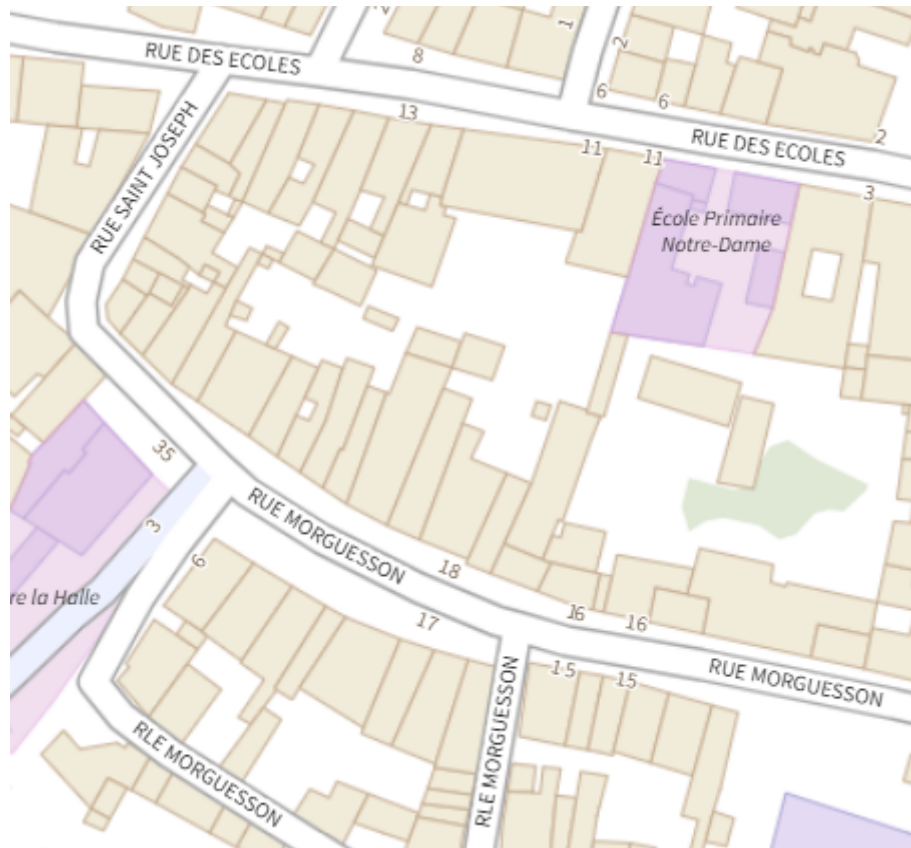 RUE DES ECOLES
8
1
2
6
6
2
13
11
11
RUE DES ECOLES
3
RUE SAINT JOSEPH
École Primaire
Notre-Dame
35
3
RUE MORGUESSON
18
6
re la Halle
17
16
16
15
15
RUE MORGUESSON
RLE MORGUESSON
RLE MORGUESSON